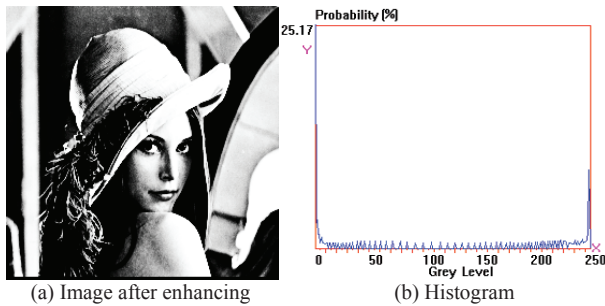 Probability (%)
25.17
Y
X
0 50 100 150 200 250
Grey Level
(a) Image after enhancing
(b) Histogram